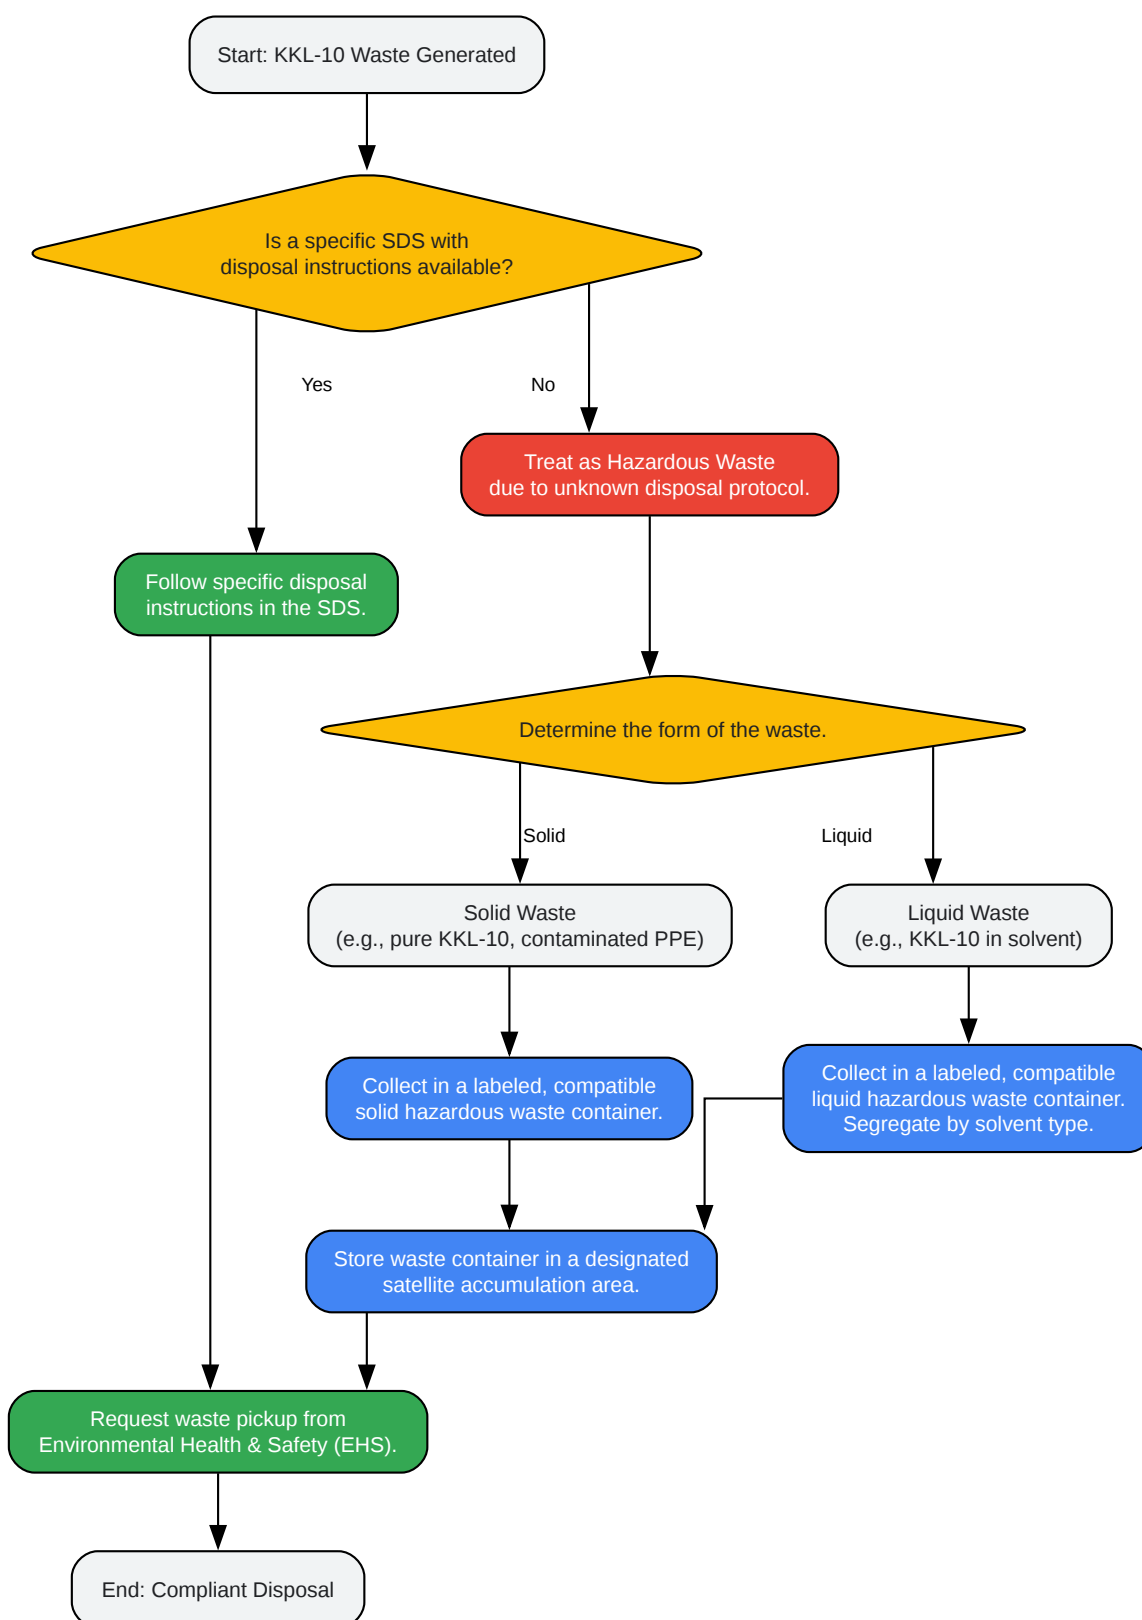 Start: KKL-10 Waste Generated
Is a specific SDS with
disposal instructions available?
Yes
No
Treat as Hazardous Waste
due to unknown disposal protocol.
Follow specific disposal
instructions in the SDS.
Determine the form of the waste.
Solid
Liquid
Solid Waste
(e.g., pure KKL-10, contaminated PPE)
Liquid Waste
(e.g., KKL-10 in solvent)
Collect in a labeled, compatible
solid hazardous waste container.
Collect in a labeled, compatible
liquid hazardous waste container.
Segregate by solvent type.
Store waste container in a designated
satellite accumulation area.
Request waste pickup from
Environmental Health & Safety (EHS).
End: Compliant Disposal